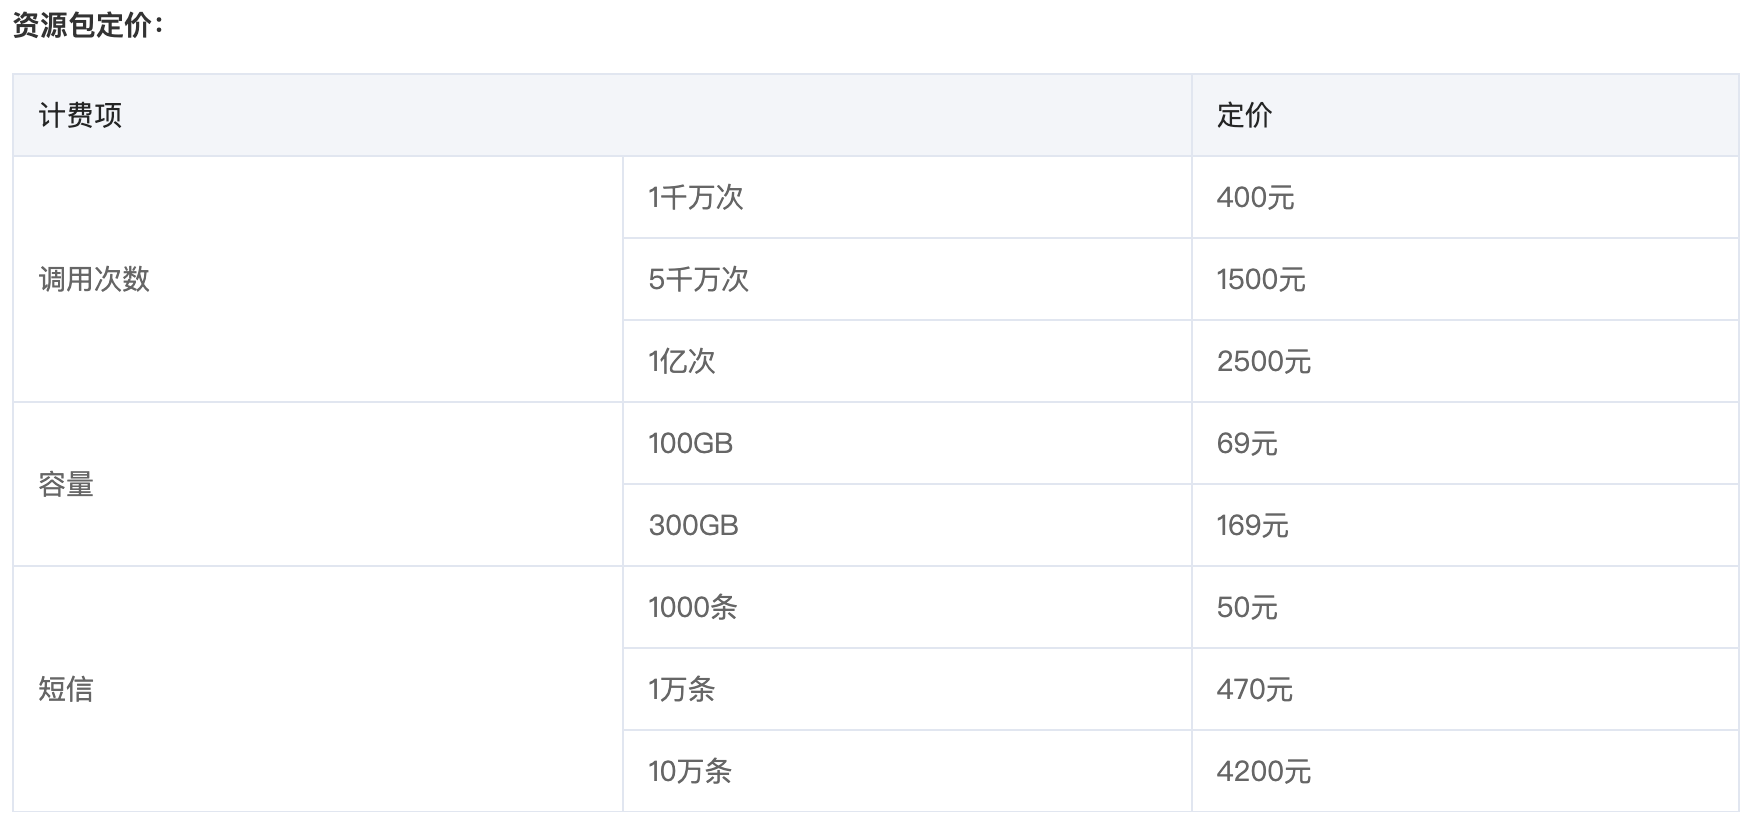 资源包定价：
计费项 定价
调用次数 1千万次 400元
5千万次 1500元
1亿次 2500元
容量 100GB 69元
300GB 169元
短信 1000条 50元
1万条 470元
10万条 4200元